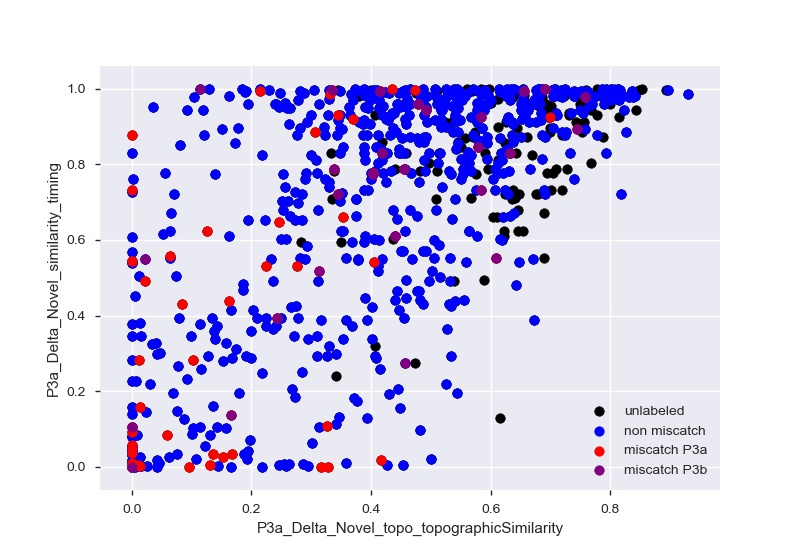 1.0
0.8
0.6
0.4
0.2
0.0
P3a_Delta_Novel_similarity_timing
unlabeled
non miscatch
miscatch P3a
miscatch P3b
0.0 0.2 0.4 0.6 0.8
P3a_Delta_Novel_topo_topographicSimilarity